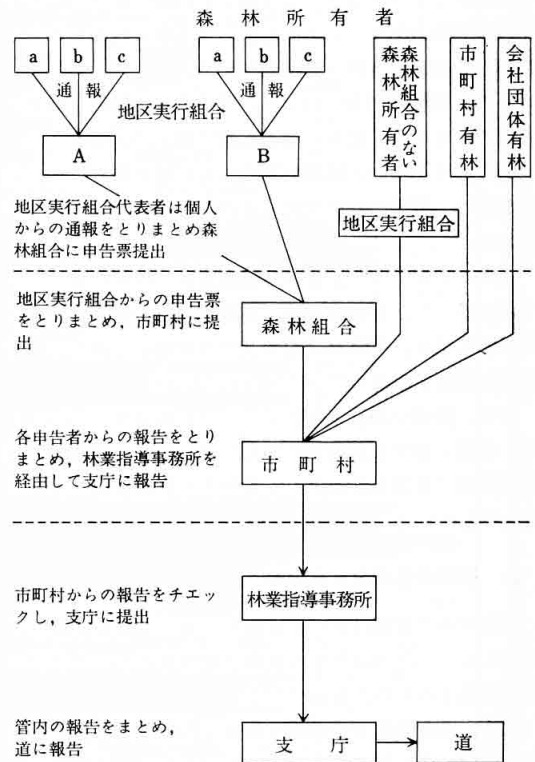 森林所有者
a b c
a b c
通報
通報
地区実行組合
A
B
森林組合のない
森林所有者
市町村有林
会社団体有林
地区実行組合代表者は個人
からの通報をとりまとめ森
林組合に申告票提出
地区実行組合
地区実行組合からの申告票
をとりまとめ，市町村に提
出
森林組合
各申告者からの報告をとり
まとめ，林業指導事務所を
経由して支庁に報告
市町村
市町村からの報告をチエッ
クし，支庁に提出
林業指導事務所
管内の報告をまとめ，
道に報告
支庁
道